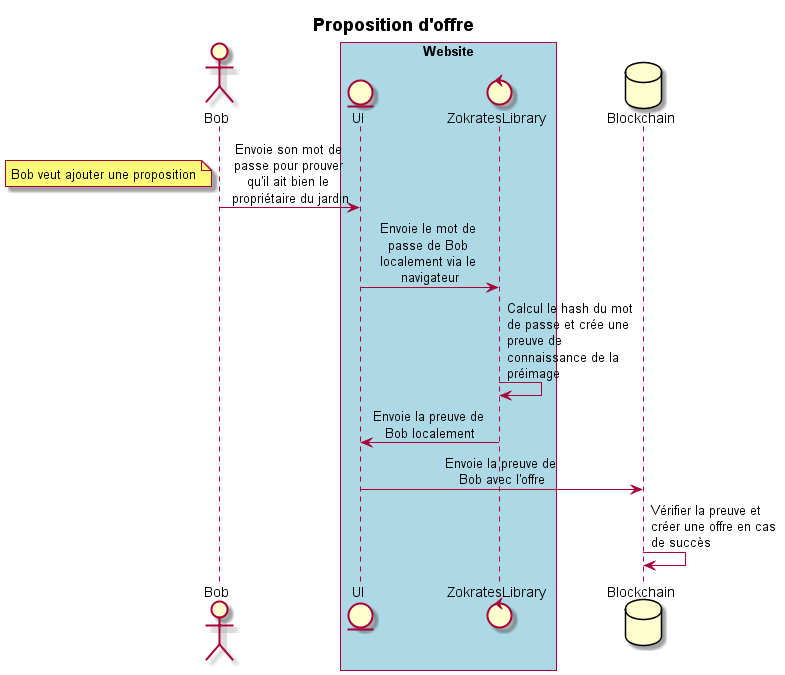 Proposition d'offre
Website
Bob
UI
ZokratesLibrary
Blockchain
Bob veut ajouter une proposition
Envoie son mot de
passe pour prouver
qu'il ait bien le
propriétaire du jardin
Envoie le mot de
passe de Bob
localement via le
navigateur
Calcul le hash du mot
de passe et crée une
preuve de
connaissance de la
préimage
Envoie la preuve de
Bob localement
Envoie la preuve de
Bob avec l'offre
Vérifier la preuve et
créer une offre en cas
de succès
Bob
UI
ZokratesLibrary
Blockchain